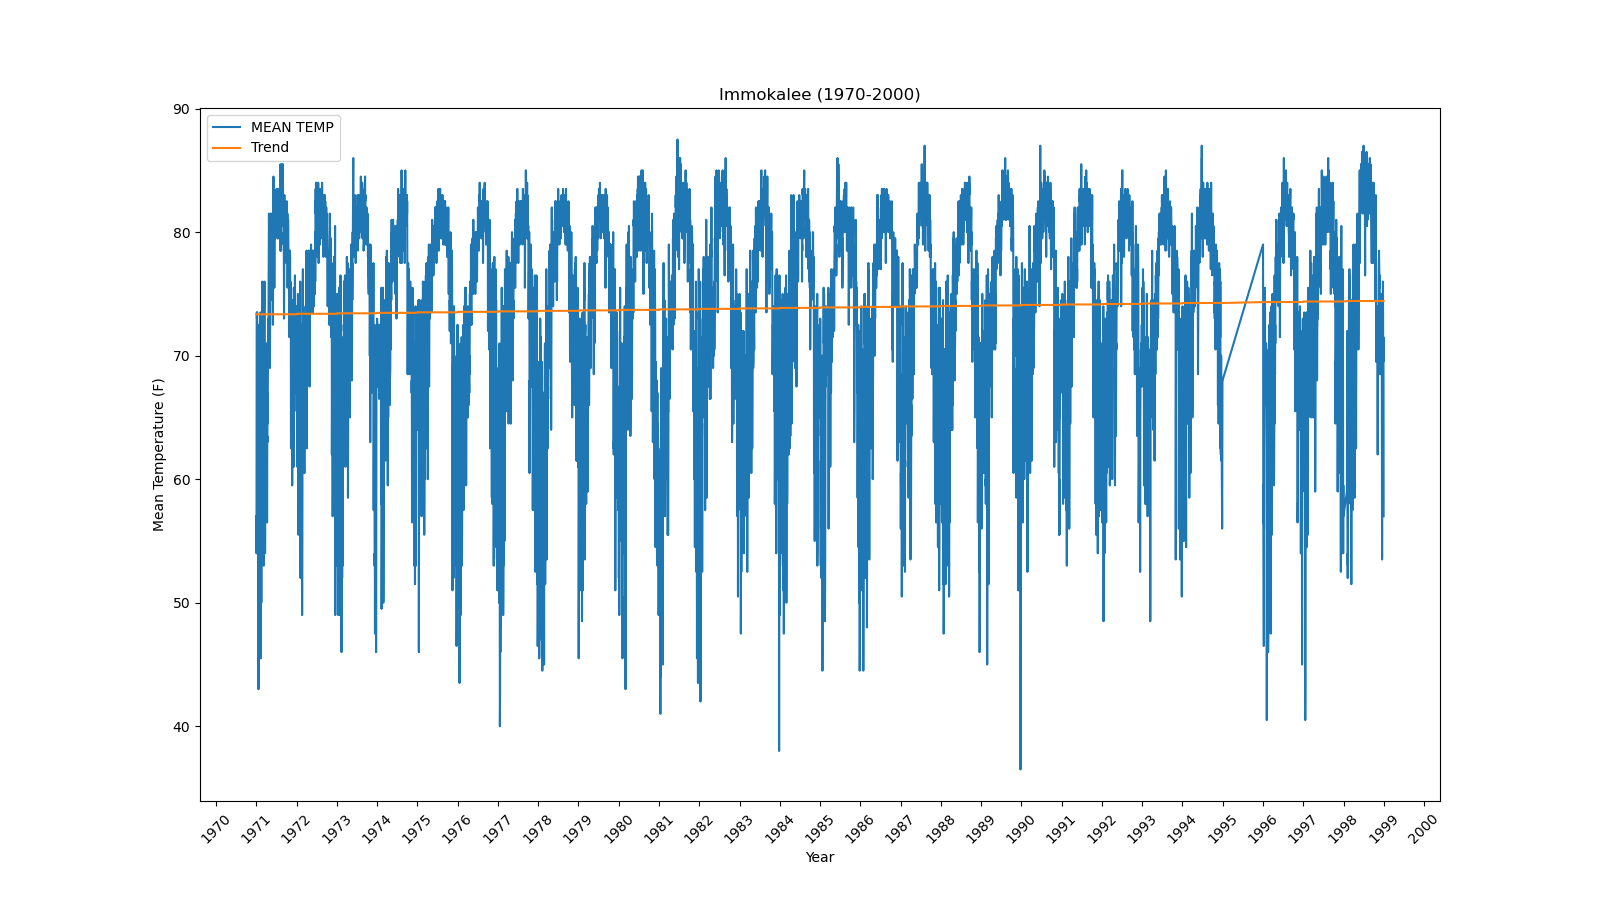 Immokalee (1970-2000)
MEAN TEMP
Trend
90
80
70
60
50
40
Mean Temperature (F)
1970 1971 1972 1973 1974 1975 1976 1977 1978 1979 1980 1981 1982 1983 1984 1985 1986 1987 1988 1989 1990 1991 1992 1993 1994 1995 1996 1997 1998 1999 2000
Year